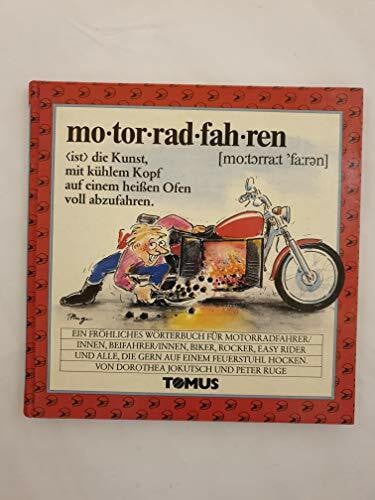 mo·tor·rad·fah·ren
⟨ist⟩ die Kunst,
[mo:tɔrra:t 'fa:rən]
mit kühlem Kopf
auf einem heißen Ofen
voll abzufahren.
EIN FRÖHLICHES WÖRTERBUCH FÜR MOTORRADFAHRER/
INNEN, BEIFAHRER/INNEN, BIKER, ROCKER, EASY RIDER
UND ALLE, DIE GERN AUF EINEM FEUERSTUHL HOCKEN.
VON DOROTHEA JOKUTSCH UND PETER RUGE
TOMUS